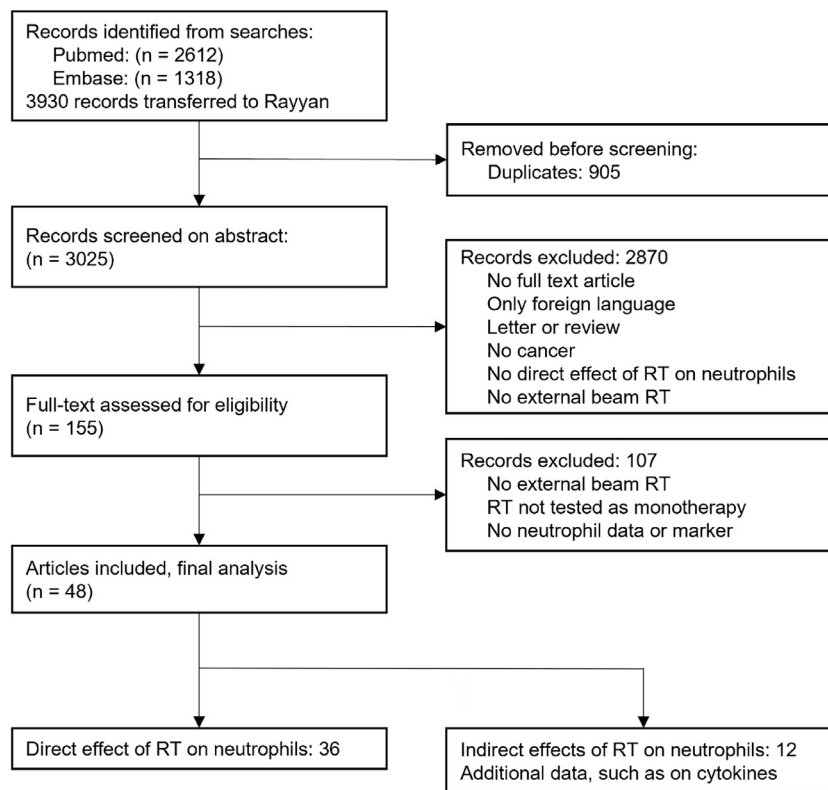 Records identified from searches:
Pubmed: (n = 2612)
Embase: (n = 1318)
3930 records transferred to Rayyan
Removed before screening:
Duplicates: 905
Records screened on abstract:
(n = 3025)
Records excluded: 2870
No full text article
Only foreign language
Letter or review
No cancer
No direct effect of RT on neutrophils
No external beam RT
Full-text assessed for eligibility
(n = 155)
Records excluded: 107
No external beam RT
RT not tested as monotherapy
No neutrophil data or marker
Articles included, final analysis
(n = 48)
Direct effect of RT on neutrophils: 36
Indirect effects of RT on neutrophils: 12
Additional data, such as on cytokines